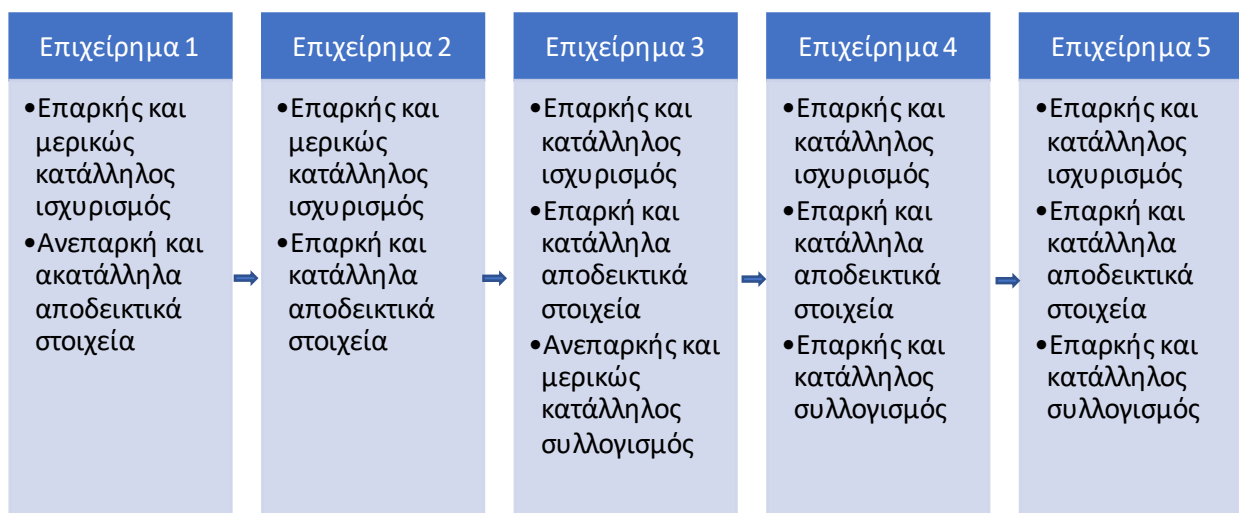 Επιχείρημα 1
•Επαρκής και
μερικώς
κατάλληλος
ισχυρισμός
•Ανεπαρκή και
ακατάλληλα
αποδεικτικά
στοιχεία
Επιχείρημα 2
•Επαρκής και
μερικώς
κατάλληλος
ισχυρισμός
•Επαρκή και
κατάλληλα
αποδεικτικά
στοιχεία
Επιχείρημα 3
•Επαρκής και
κατάλληλος
ισχυρισμός
•Επαρκή και
κατάλληλα
αποδεικτικά
στοιχεία
•Ανεπαρκής και
μερικώς
κατάλληλος
συλλογισμός
Επιχείρημα 4
•Επαρκής και
κατάλληλος
ισχυρισμός
•Επαρκή και
κατάλληλα
αποδεικτικά
στοιχεία
•Επαρκής και
κατάλληλος
συλλογισμός
Επιχείρημα 5
•Επαρκής και
κατάλληλος
ισχυρισμός
•Επαρκή και
κατάλληλα
αποδεικτικά
στοιχεία
•Επαρκής και
κατάλληλος
συλλογισμός